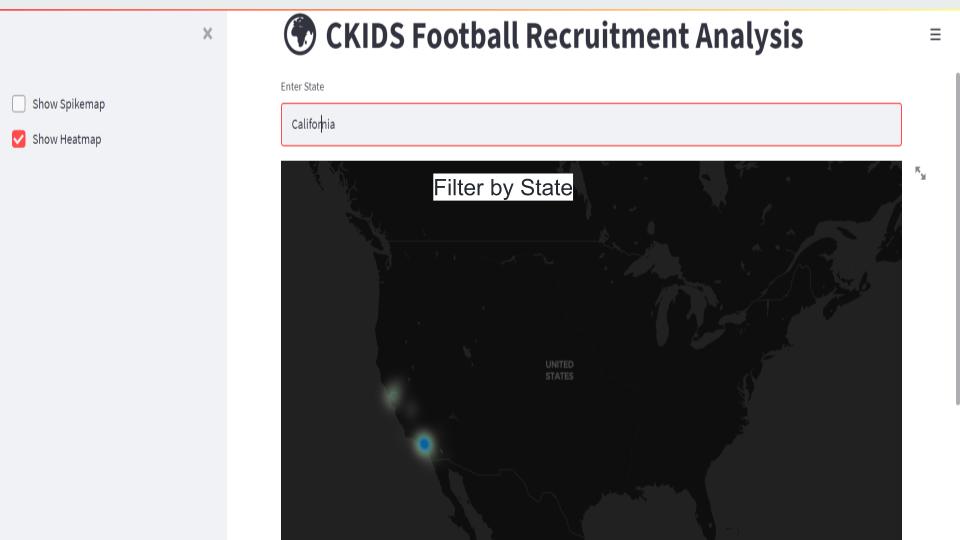 CKIDS Football Recruitment Analysis
Enter State
California
Show Spikemap
Show Heatmap
Filter by State
UNITED
STATES